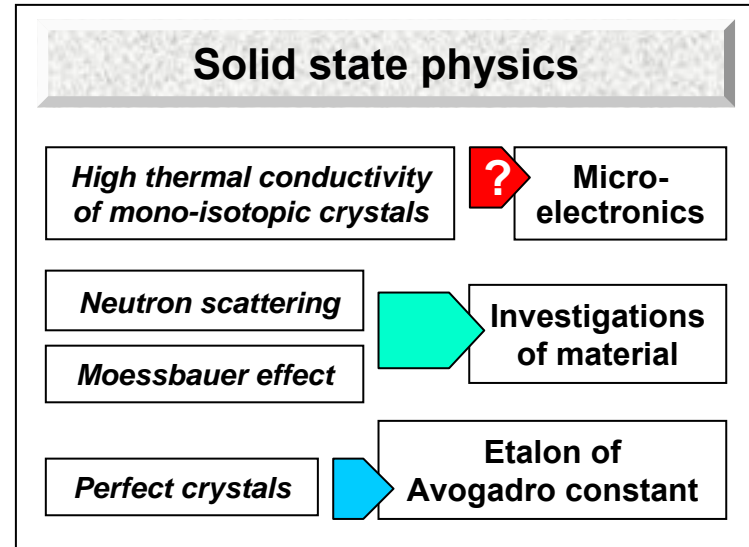 Solid state physics
High thermal conductivity
of mono-isotopic crystals
?
Micro-
electronics
Neutron scattering
Moessbauer effect
Investigations
of material
Perfect crystals
Etalon of
Avogadro constant